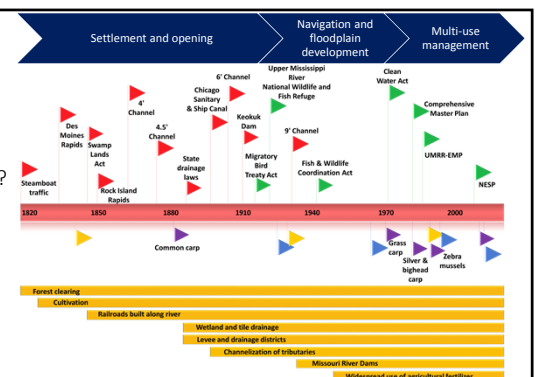 Settlement and opening
Navigation and
floodplain
development
Multi-use
management
Steamboat
traffic
Des
Moines
Rapids
Swamp
Lands
Act
Rock Island
Rapids
4'
Channel
4.5'
Channel
State
drainage
laws
Chicago
Sanitary
& Ship Canal
6' Channel
Keokuk
Dam
Migratory
Bird
Treaty Act
Upper Mississippi
River
National Wildlife and
Fish Refuge
9' Channel
Fish & Wildlife
Coordination Act
Clean
Water Act
Comprehensive
Master Plan
UMRR-EMP
NESP
?
1820 1850 1880 1910 1940 1970 2000
Common carp
Grass
carp
Silver &
bighead
carp
Zebra
mussels
Forest clearing
Cultivation
Railroads built along river
Wetland and tile drainage
Levee and drainage districts
Channelization of tributaries
Missouri River Dams
Widespread use of agricultural fertilizer